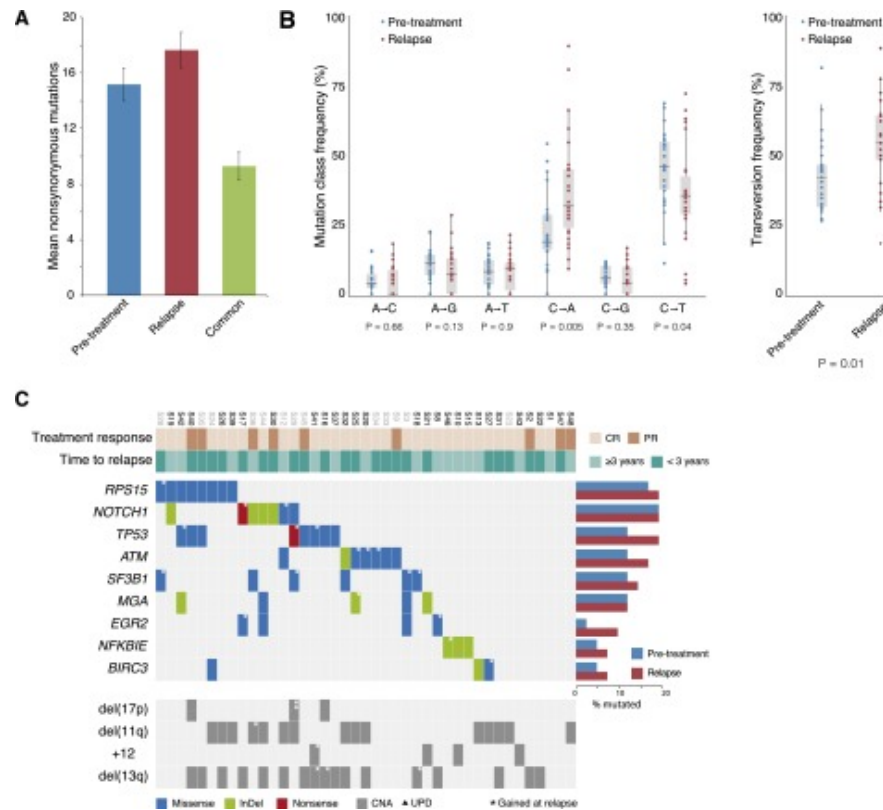 A
20
16
12
8
4
0
Mean nonsynonymous mutations
Pre-treatment
Relapse
Common
B
100
75
50
25
0
Mutation class frequency (%)
Pre-treatment
Relapse
A→C
A→G
A→T
C→A
C→G
C→T
P = 0.66
P = 0.13
P = 0.9
P = 0.005
P = 0.35
P = 0.04
100
75
50
25
0
Transversion frequency (%)
Pre-treatment
Relapse
Pre-treatment
Relapse
P = 0.01
C
Treatment response
CR
PR
Time to relapse
≥3 years
< 3 years
RPS15
NOTCH1
TP53
ATM
SF3B1
MGA
EGR2
NFKBIE
BIRC3
Pre-treatment
Relapse
0
10
20
% mutated
del(17p)
del(11q)
+12
del(13q)
Missense
InDel
Nonsense
CNA
▲ UPD
* Gained at relapse